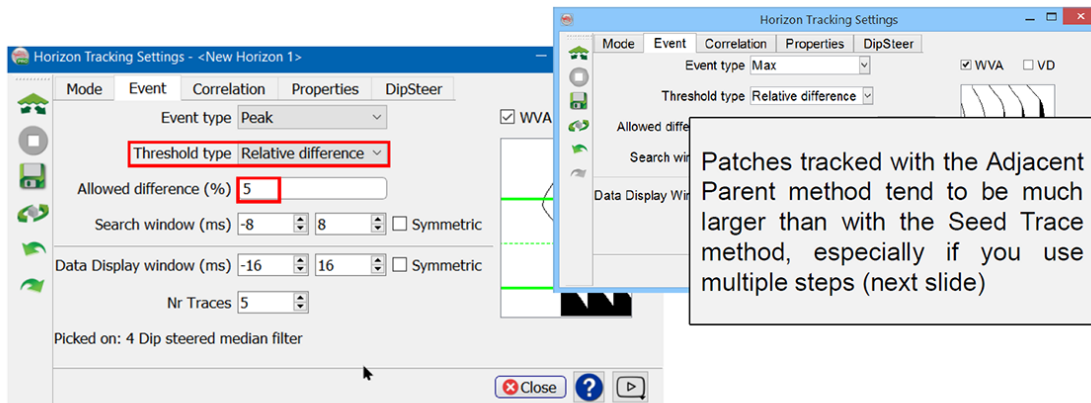 Horizon Tracking Settings - <New Horizon 1>
Mode Event Correlation Properties DipSteer
Event type Peak
WVA
Threshold type Relative difference
Allowed difference (%) 5
Search window (ms) -8 8 Symmetric
Data Display window (ms) -16 16 Symmetric
Nr Traces 5
Picked on: 4 Dip steered median filter
Close ?
Horizon Tracking Settings
Mode Event Correlation Properties DipSteer
Event type Max
WVA VD
Threshold type Relative difference
Allowed diffe
Search wir
Data Display Wir
Patches tracked with the Adjacent
Parent method tend to be much
larger than with the Seed Trace
method, especially if you use
multiple steps (next slide)